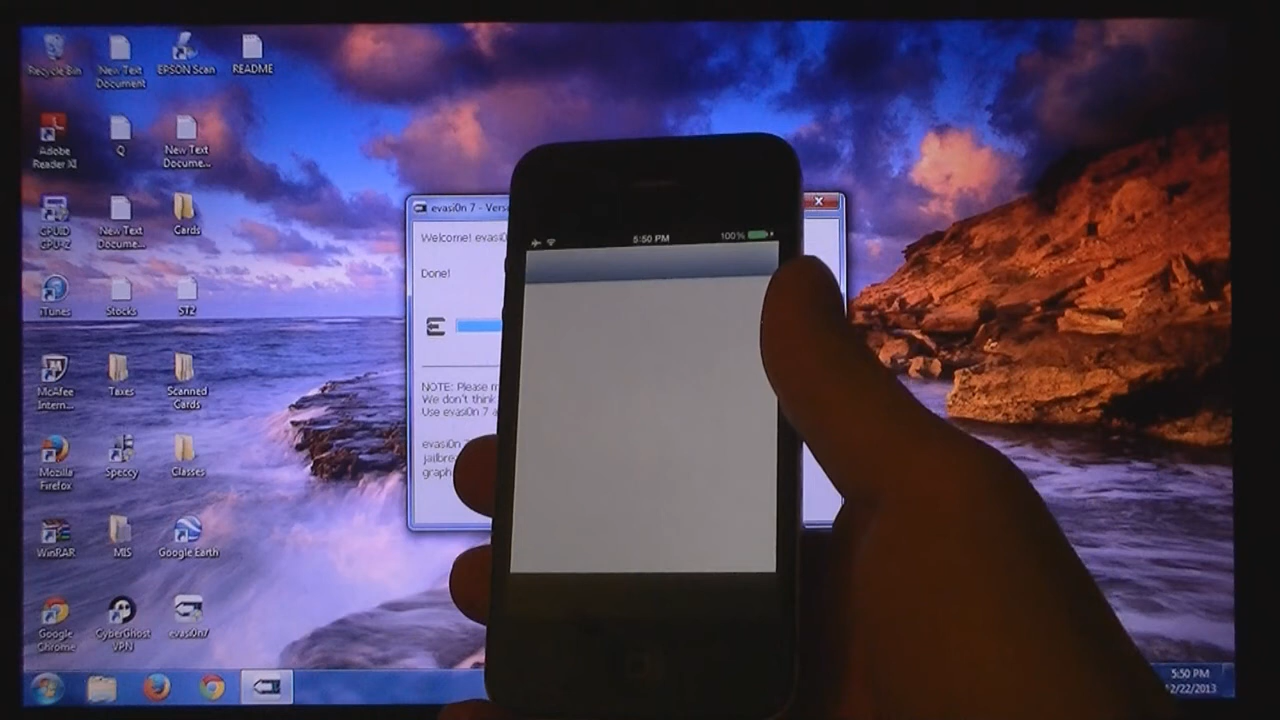 Recycle Bin
New Text
Document
EPSON Scan
README
Adobe
Reader XI
Q
New Text
Docume...
CPUID
GPU-Z
New Text
Docume...
Cards
iTunes
Stocks
ST2
McAfee
Intern...
Taxes
Scanned
Cards
Mozilla
Firefox
Speccy
Classes
WinRAR
MIS
Google Earth
Google
Chrome
CyberGhost
VPN
evasi0n7
evasi0n 7 - Vers
Welcome! evasi0
Done!
NOTE: Please m
We don't think
Use evasi0n 7 a
evasi0n 7
jailbre
graph
5:50 PM
100%
5:50 PM
12/22/2013